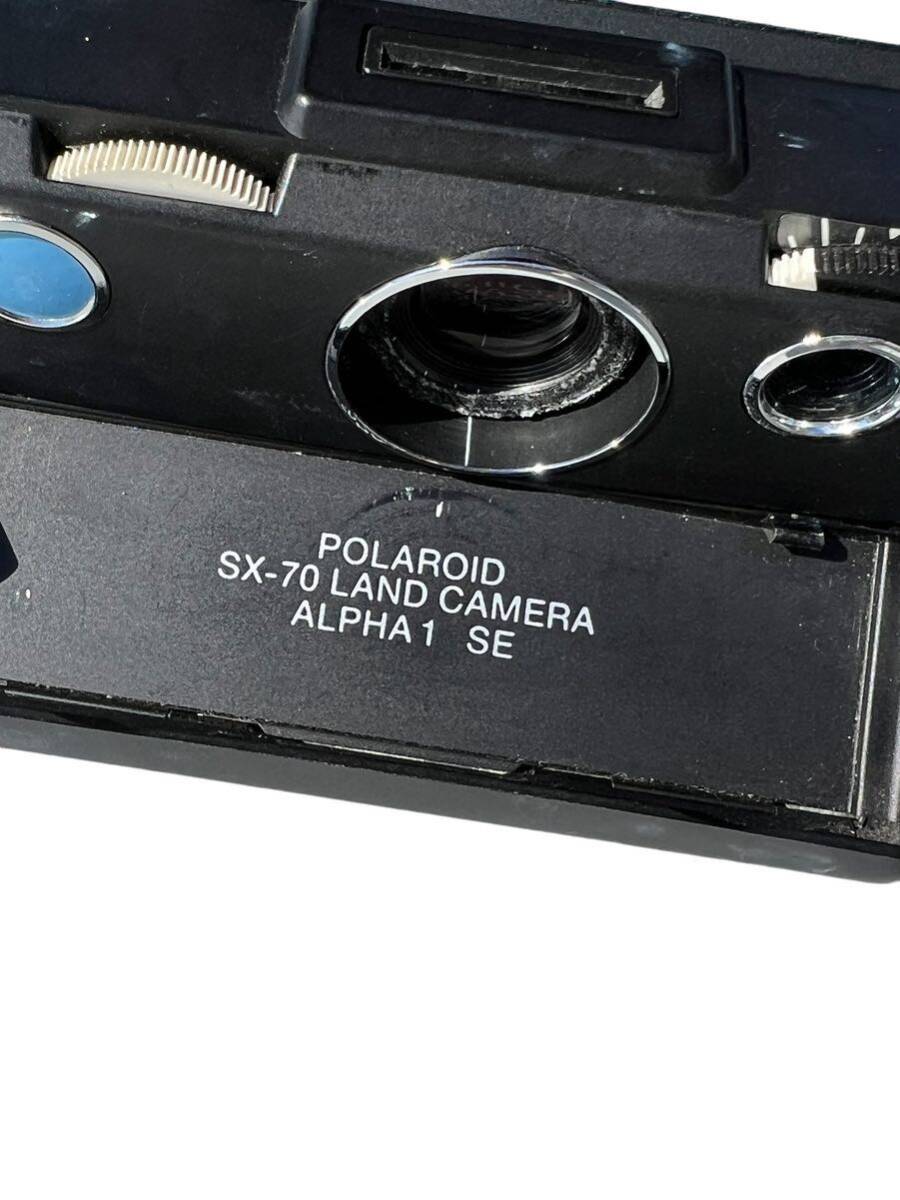 POLAROID
SX-70 LAND CAMERA
ALPHA 1 SE